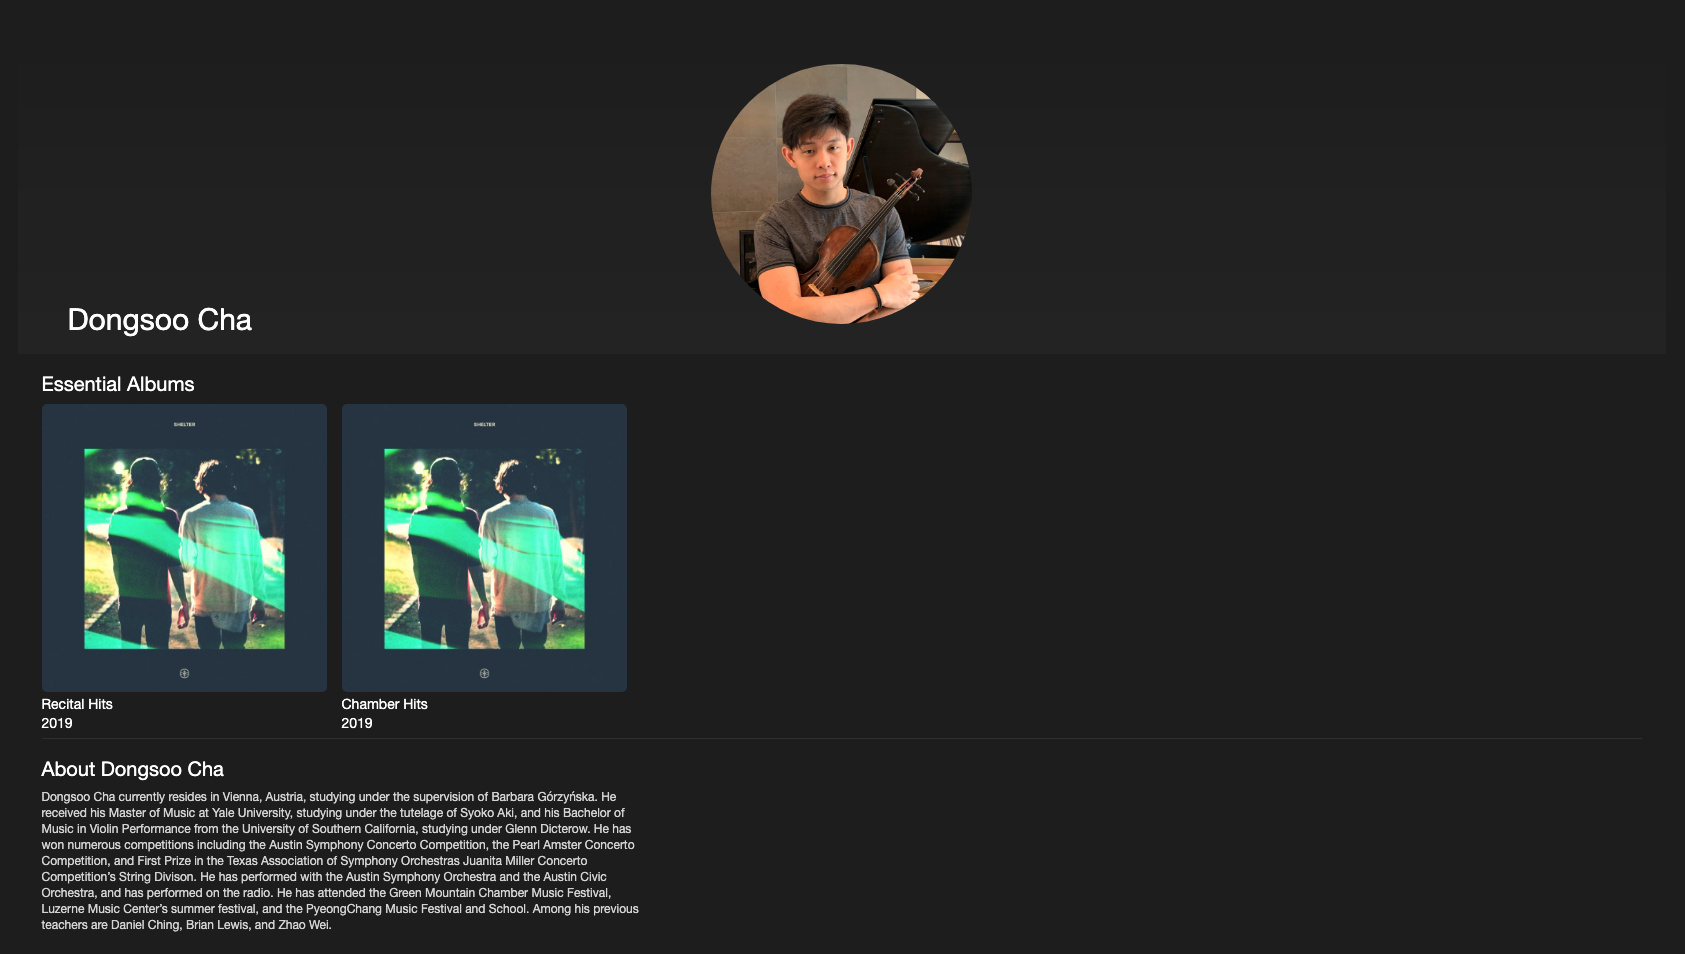 Dongsoo Cha
Essential Albums
SHELTER
SHELTER
Recital Hits
2019
Chamber Hits
2019
About Dongsoo Cha
Dongsoo Cha currently resides in Vienna, Austria, studying under the supervision of Barbara Górzyńska. He
received his Master of Music at Yale University, studying under the tutelage of Syoko Aki, and his Bachelor of
Music in Violin Performance from the University of Southern California, studying under Glenn Dicterow. He has
won numerous competitions including the Austin Symphony Concerto Competition, the Pearl Amster Concerto
Competition, and First Prize in the Texas Association of Symphony Orchestras Juanita Miller Concerto
Competition’s String Divison. He has performed with the Austin Symphony Orchestra and the Austin Civic
Orchestra, and has performed on the radio. He has attended the Green Mountain Chamber Music Festival,
Luzerne Music Center’s summer festival, and the PyeongChang Music Festival and School. Among his previous
teachers are Daniel Ching, Brian Lewis, and Zhao Wei.